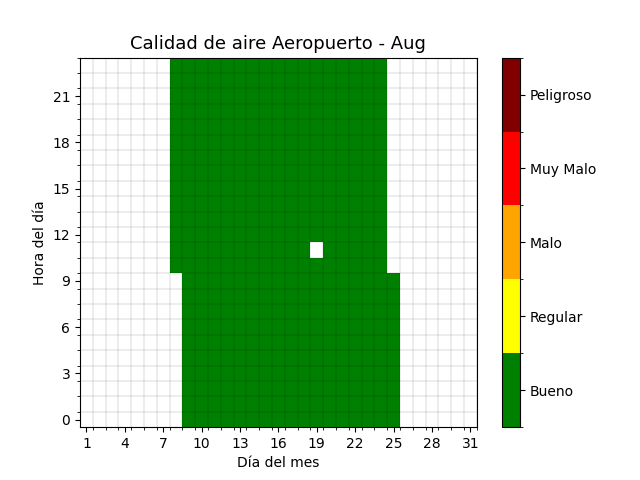 Calidad de aire Aeropuerto - Aug
Hora del día
21
18
15
12
9
6
3
0
1 4 7 10 13 16 19 22 25 28 31
Día del mes
Peligroso
Muy Malo
Malo
Regular
Bueno